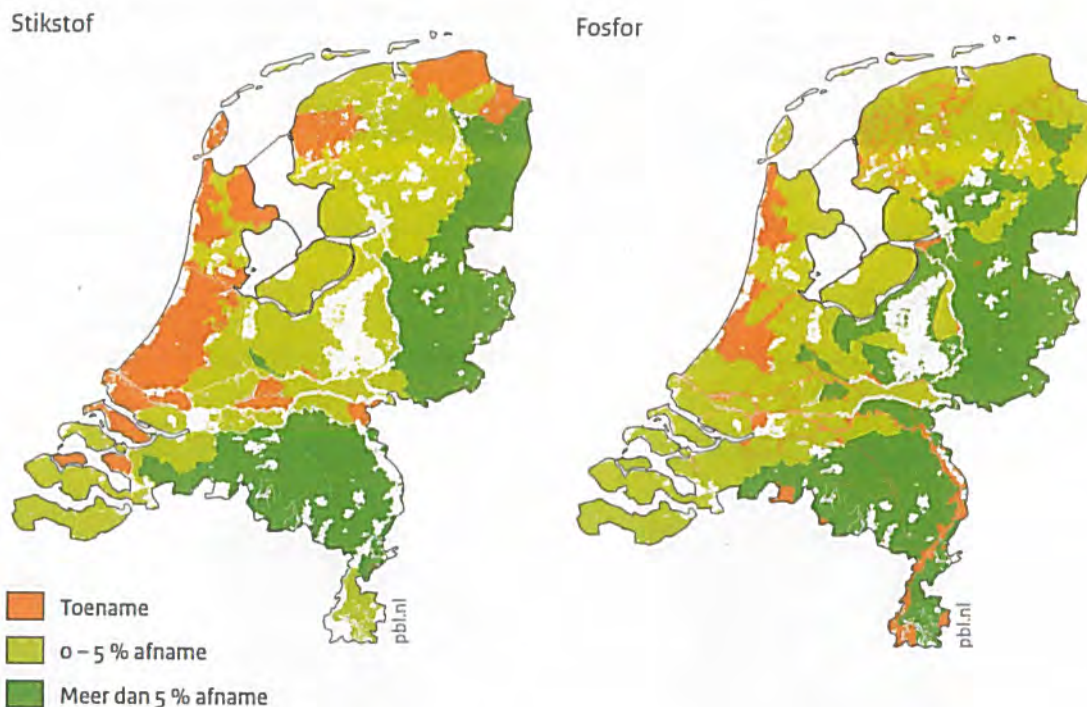 Stikstof
Fosfor
Toename
0 – 5 % afname
Meer dan 5 % afname
pbl.nl
pbl.nl